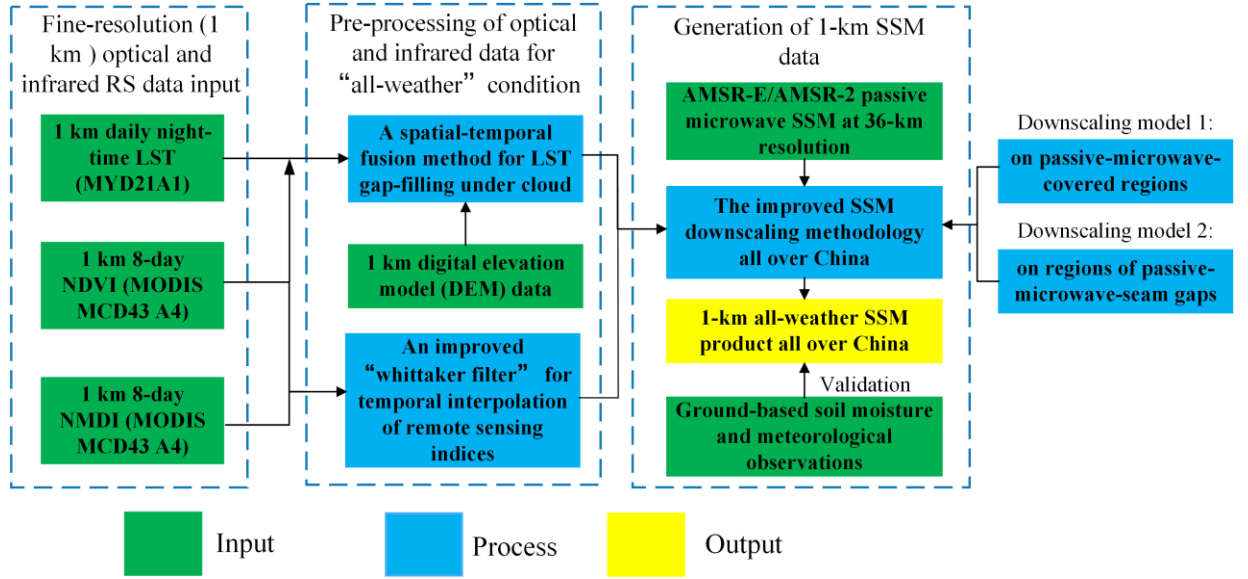 Fine-resolution (1
km ) optical and
infrared RS data input
1 km daily night-
time LST
(MYD21A1)
1 km 8-day
NDVI (MODIS
MCD43 A4)
1 km 8-day
NMDI (MODIS
MCD43 A4)
Pre-processing of optical
and infrared data for
“all-weather” condition
A spatial-temporal
fusion method for LST
gap-filling under cloud
1 km digital elevation
model (DEM) data
An improved
“whittaker filter” for
temporal interpolation
of remote sensing
indices
Generation of 1-km SSM
data
AMSR-E/AMSR-2 passive
microwave SSM at 36-km
resolution
The improved SSM
downscaling methodology
all over China
1-km all-weather SSM
product all over China
Validation
Ground-based soil moisture
and meteorological
observations
Downscaling model 1:
on passive-microwave-
covered regions
Downscaling model 2:
on regions of passive-
microwave-seam gaps
Input
Process
Output